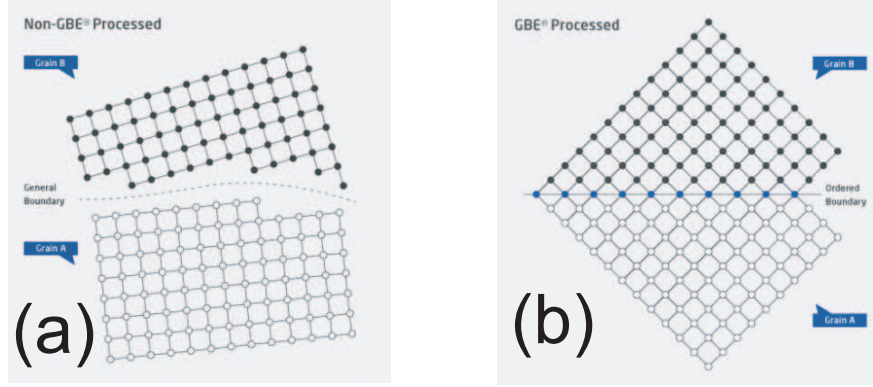 Non-GBE® Processed
Grain B
General
Boundary
Grain A
(a)
GBE® Processed
Grain B
Ordered
Boundary
Grain A
(b)